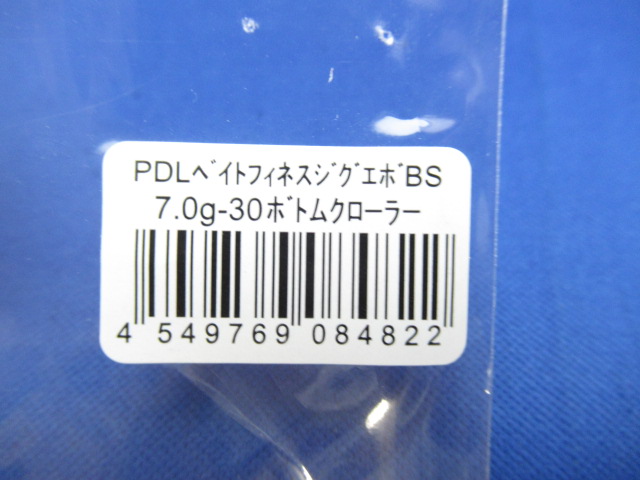 PDLﾍﾞｲﾄﾌｨﾈｽｼﾞｸﾞｴﾎﾞBS
7.0g-30ﾎﾞﾄﾑｸﾛｰﾗｰ
4 549769 084822